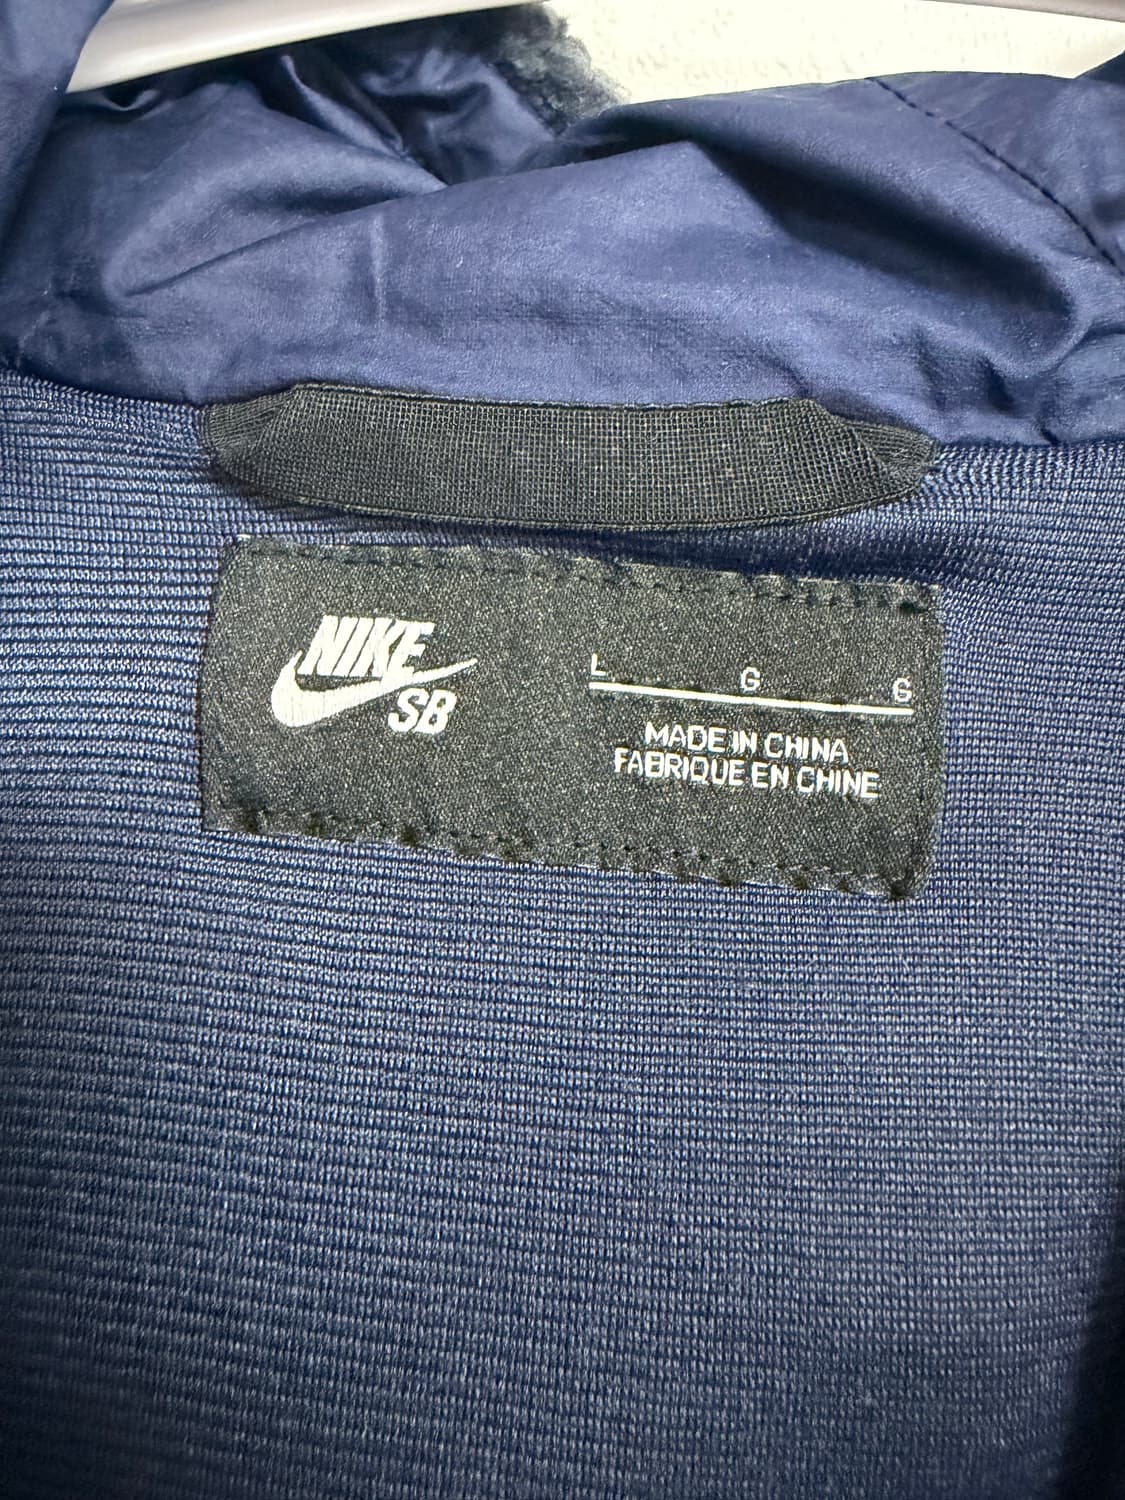 NIKE
SB
L G G
MADE IN CHINA
FABRIQUE EN CHINE